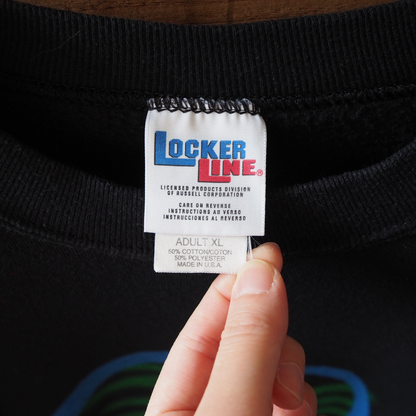 LOCKER
LINE®
LICENSED PRODUCTS DIVISION
OF RUSSELL CORPORATION
CARE ON REVERSE
INSTRUCTIONS AU VERSO
INSTRUCCIONES AL REVERSO
ADULT XL
50% COTTON/COTON
50% POLYESTER
MADE IN U.S.A.